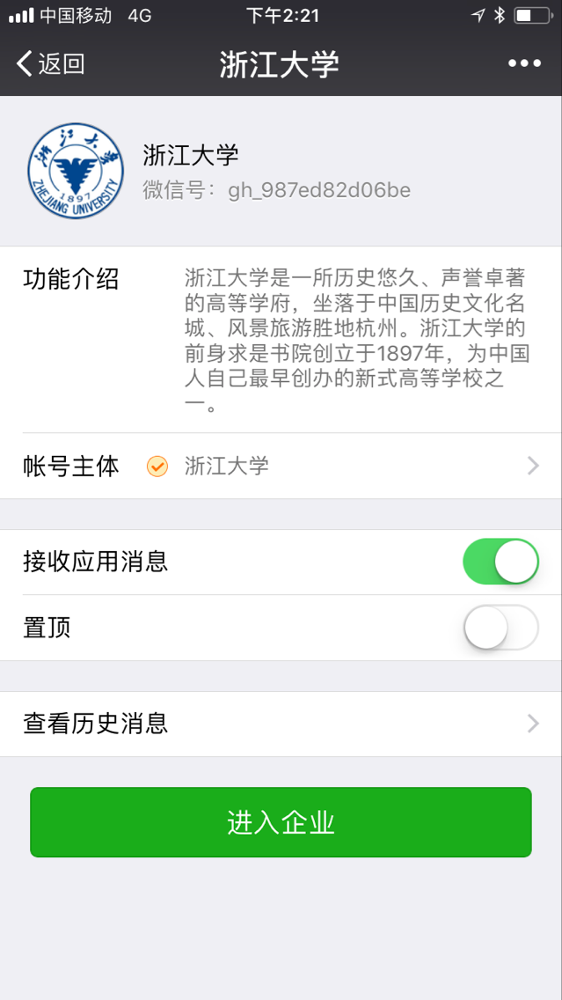 中国移动 4G 下午2:21
返回 浙江大学
浙江大学
浙江大学
1897
ZHEJIANG UNIVERSITY
微信号：gh_987ed82d06be
功能介绍
浙江大学是一所历史悠久、声誉卓著
的高等学府，坐落于中国历史文化名
城、风景旅游胜地杭州。浙江大学的
前身求是书院创立于1897年，为中国
人自己最早创办的新式高等学校之
一。
帐号主体 浙江大学
接收应用消息
置顶
查看历史消息
进入企业